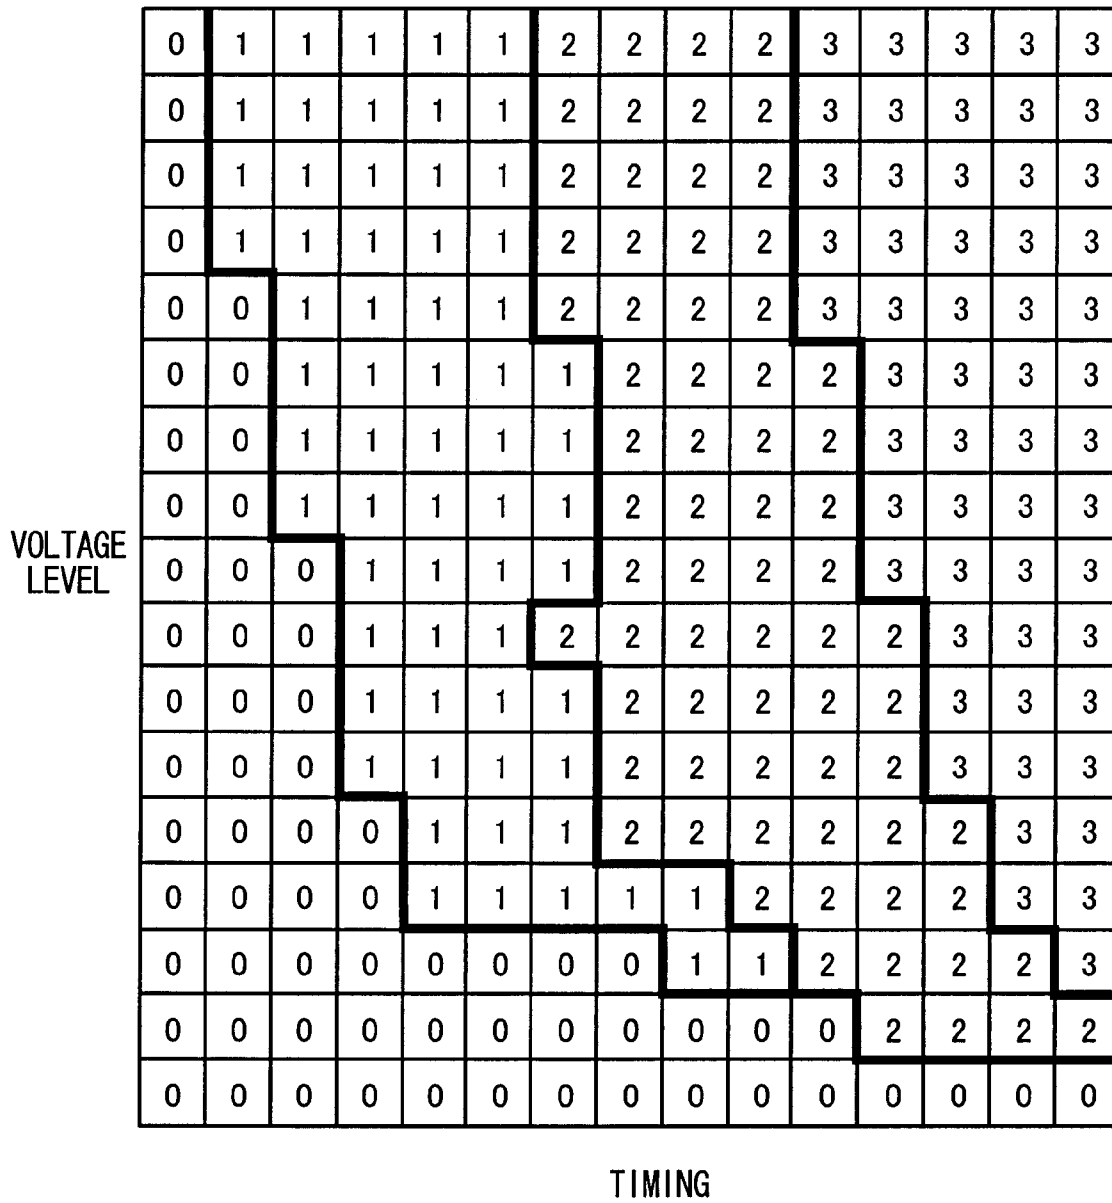 0 1 1 1 1 1 2 2 2 2 3 3 3 3 3
0 1 1 1 1 1 2 2 2 2 3 3 3 3 3
0 1 1 1 1 1 2 2 2 2 3 3 3 3 3
0 1 1 1 1 1 2 2 2 2 3 3 3 3 3
0 0 1 1 1 1 2 2 2 2 3 3 3 3 3
0 0 1 1 1 1 1 2 2 2 2 3 3 3 3
0 0 1 1 1 1 1 2 2 2 2 3 3 3 3
0 0 1 1 1 1 1 2 2 2 2 3 3 3 3
VOLTAGE
LEVEL
0 0 0 1 1 1 1 2 2 2 2 3 3 3 3
0 0 0 1 1 1 2 2 2 2 2 2 3 3 3
0 0 0 1 1 1 1 2 2 2 2 2 3 3 3
0 0 0 1 1 1 1 2 2 2 2 2 3 3 3
0 0 0 0 1 1 1 2 2 2 2 2 2 3 3
0 0 0 0 1 1 1 1 1 2 2 2 2 3 3
0 0 0 0 0 0 0 0 1 1 2 2 2 2 3
0 0 0 0 0 0 0 0 0 0 0 2 2 2 2
0 0 0 0 0 0 0 0 0 0 0 0 0 0 0
TIMING